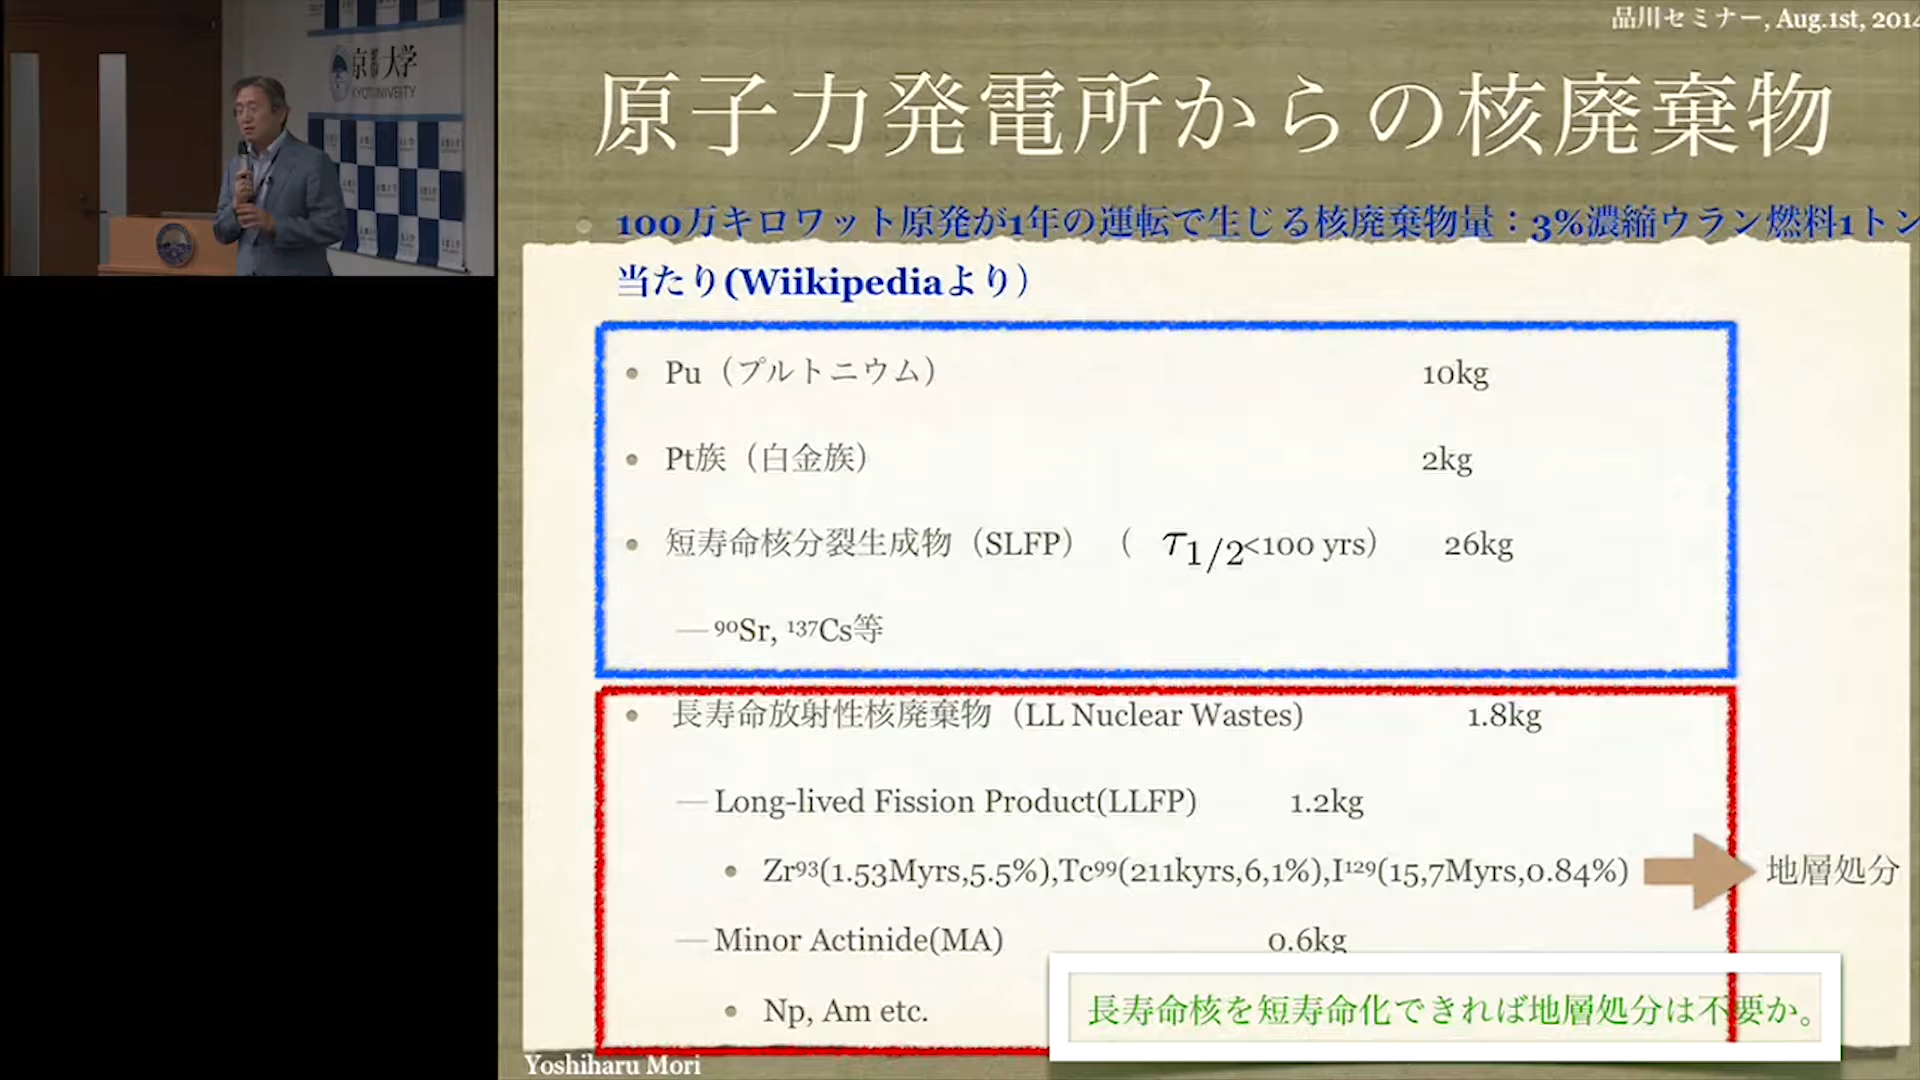 品川セミナー, Aug.1st, 2014
京都大学
KYOTO UNIVERSITY
原子力発電所からの核廃棄物
100万キロワット原発が1年の運転で生じる核廃棄物量：3%濃縮ウラン燃料1トン
当たり(Wiikipediaより）
Pu（プルトニウム） 10kg
Pt族（白金族） 2kg
短寿命核分裂生成物（SLFP） （ τ1/2<100 yrs） 26kg
— ⁹⁰Sr, ¹³⁷Cs等
長寿命放射性核廃棄物（LL Nuclear Wastes) 1.8kg
— Long-lived Fission Product(LLFP) 1.2kg
Zr⁹³(1.53Myrs,5.5%),Tc⁹⁹(211kyrs,6,1%),I¹²⁹(15,7Myrs,0.84%)
地層処分
— Minor Actinide(MA) 0.6kg
Np, Am etc.
長寿命核を短寿命化できれば地層処分は不要か。
Yoshiharu Mori